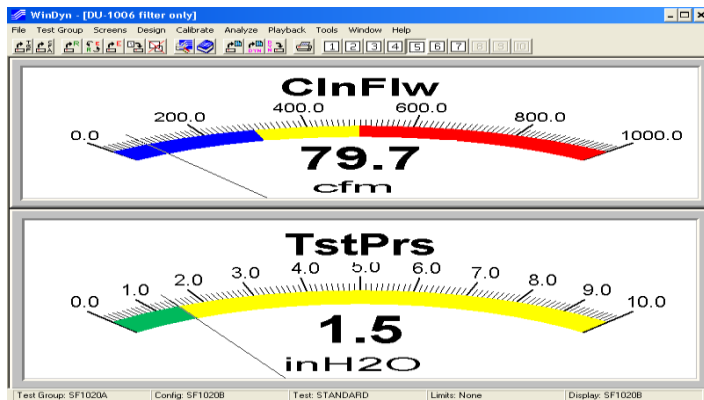 WinDyn - [DU-1006 filter only]
File Test Group Screens Design Calibrate Analyze Playback Tools Window Help
1 2 3 4 5 6 7 8 9 10
ClnFlw
0.0 200.0 400.0 600.0 800.0 1000.0
79.7
cfm
TstPrs
0.0 1.0 2.0 3.0 4.0 5.0 6.0 7.0 8.0 9.0 10.0
1.5
inH2O
Test Group: SF1020A Config: SF1020B Test: STANDARD Limits: None Display: SF1020B